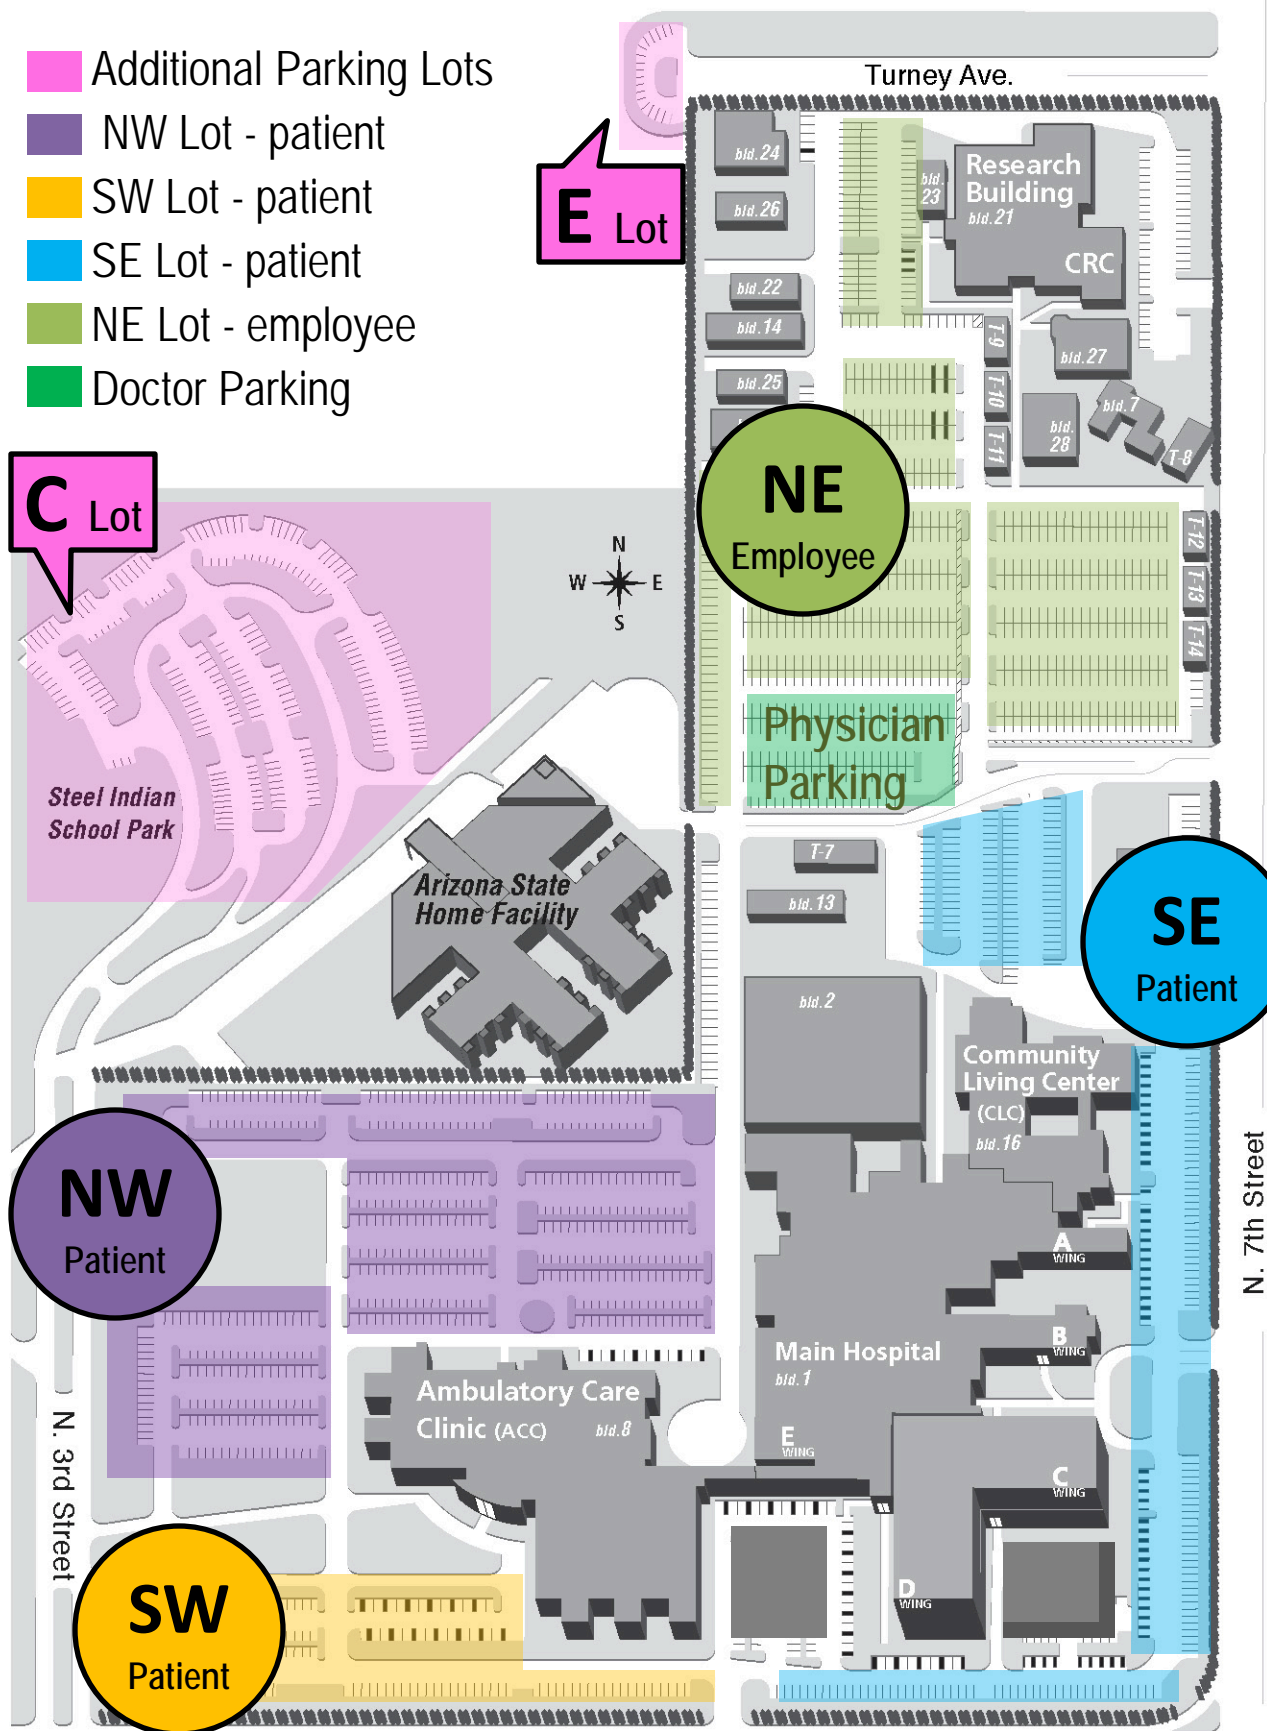 Additional Parking Lots
NW Lot - patient
SW Lot - patient
SE Lot - patient
NE Lot - employee
Doctor Parking
Turney Ave.
E Lot
bld.24
bld.26
bld.22
bld.14
bld.25
bld.
23
Research
Building
bld.21
CRC
T-9
T-10
T-11
bld.27
bld.
28
bld.7
T-8
C Lot
N
W
E
S
NE
Employee
T-12
T-13
T-14
Physician
Parking
Steel Indian
School Park
Arizona State
Home Facility
T-7
bld.13
SE
Patient
bld.2
Community
Living Center
(CLC)
bld.16
N. 7th Street
NW
Patient
A
WING
B
WING
Main Hospital
bld.1
Ambulatory Care
Clinic (ACC)
bld.8
E
WING
C
WING
N. 3rd Street
D
WING
SW
Patient